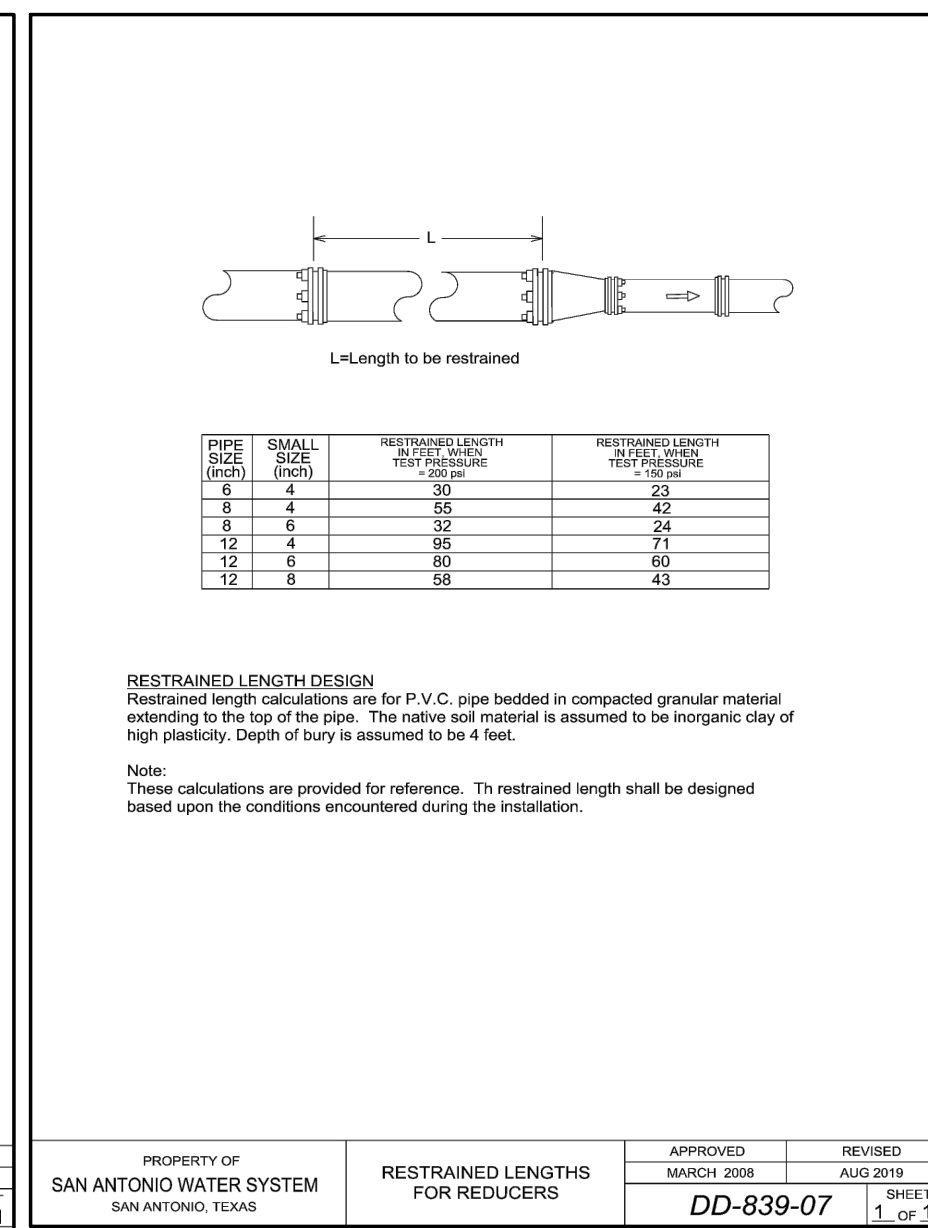 L
L=Length to be restrained
PIPE SIZE (inch) SMALL SIZE (inch) RESTRAINED LENGTH IN FEET, WHEN TEST PRESSURE = 200 psi RESTRAINED LENGTH IN FEET, WHEN TEST PRESSURE = 150 psi
6 4 30 23
8 4 55 42
8 6 32 24
12 4 95 71
12 6 80 60
12 8 58 43
RESTRAINED LENGTH DESIGN
Restrained length calculations are for P.V.C. pipe bedded in compacted granular material
extending to the top of the pipe. The native soil material is assumed to be inorganic clay of
high plasticity. Depth of bury is assumed to be 4 feet.
Note:
These calculations are provided for reference. Th restrained length shall be designed
based upon the conditions encountered during the installation.
PROPERTY OF
SAN ANTONIO WATER SYSTEM
SAN ANTONIO, TEXAS
RESTRAINED LENGTHS
FOR REDUCERS
APPROVED REVISED
MARCH 2008 AUG 2019
DD-839-07
SHEET
1 OF 1